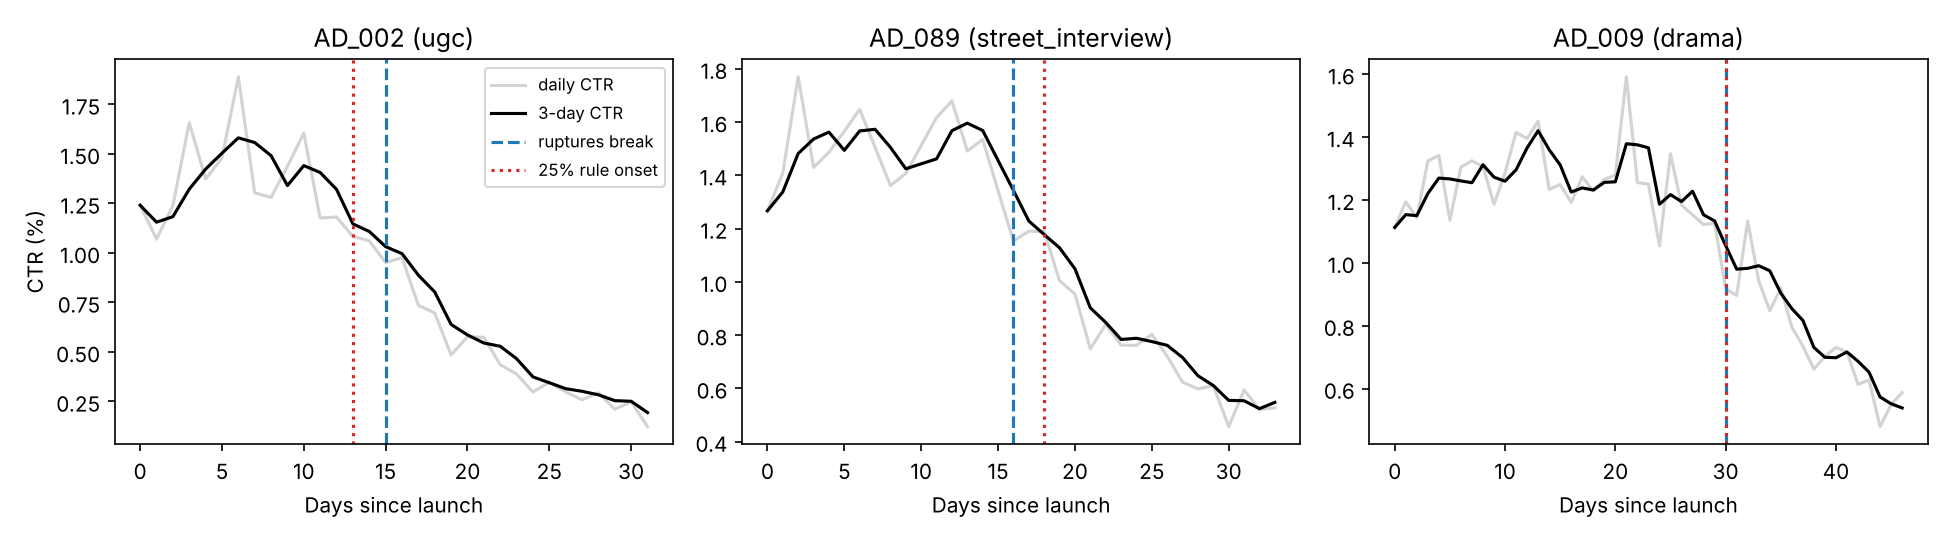 AD_002 (ugc)
CTR (%)
1.75
1.50
1.25
1.00
0.75
0.50
0.25
daily CTR
3-day CTR
ruptures break
25% rule onset
0 5 10 15 20 25 30
Days since launch
AD_089 (street_interview)
1.8
1.6
1.4
1.2
1.0
0.8
0.6
0.4
0 5 10 15 20 25 30
Days since launch
AD_009 (drama)
1.6
1.4
1.2
1.0
0.8
0.6
0 10 20 30 40
Days since launch